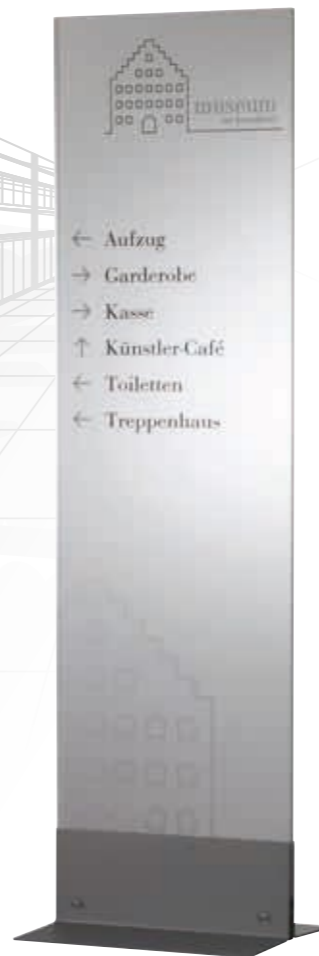 museum
← Aufzug
→ Garderobe
→ Kasse
↑ Künstler-Café
← Toiletten
← Treppenhaus